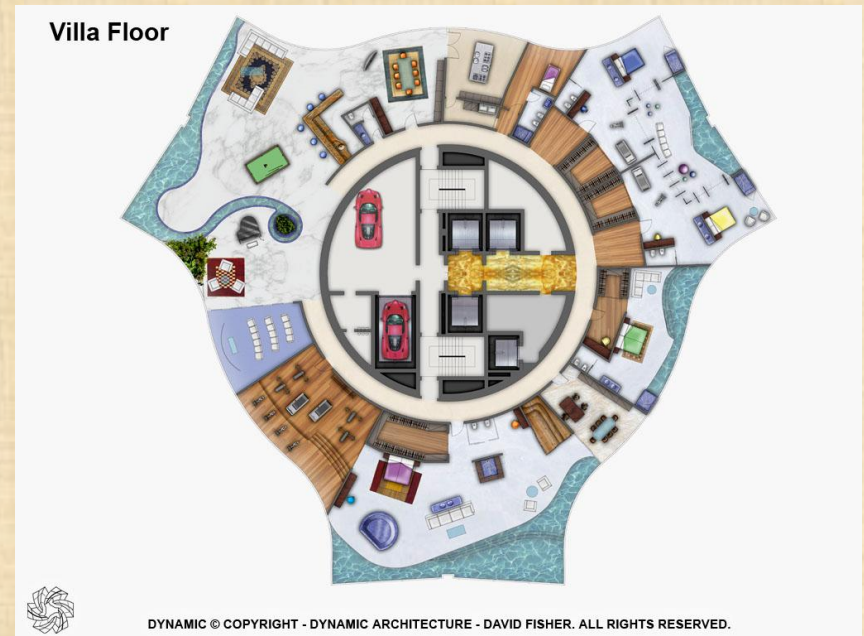 Villa Floor
DYNAMIC © COPYRIGHT - DYNAMIC ARCHITECTURE - DAVID FISHER. ALL RIGHTS RESERVED.